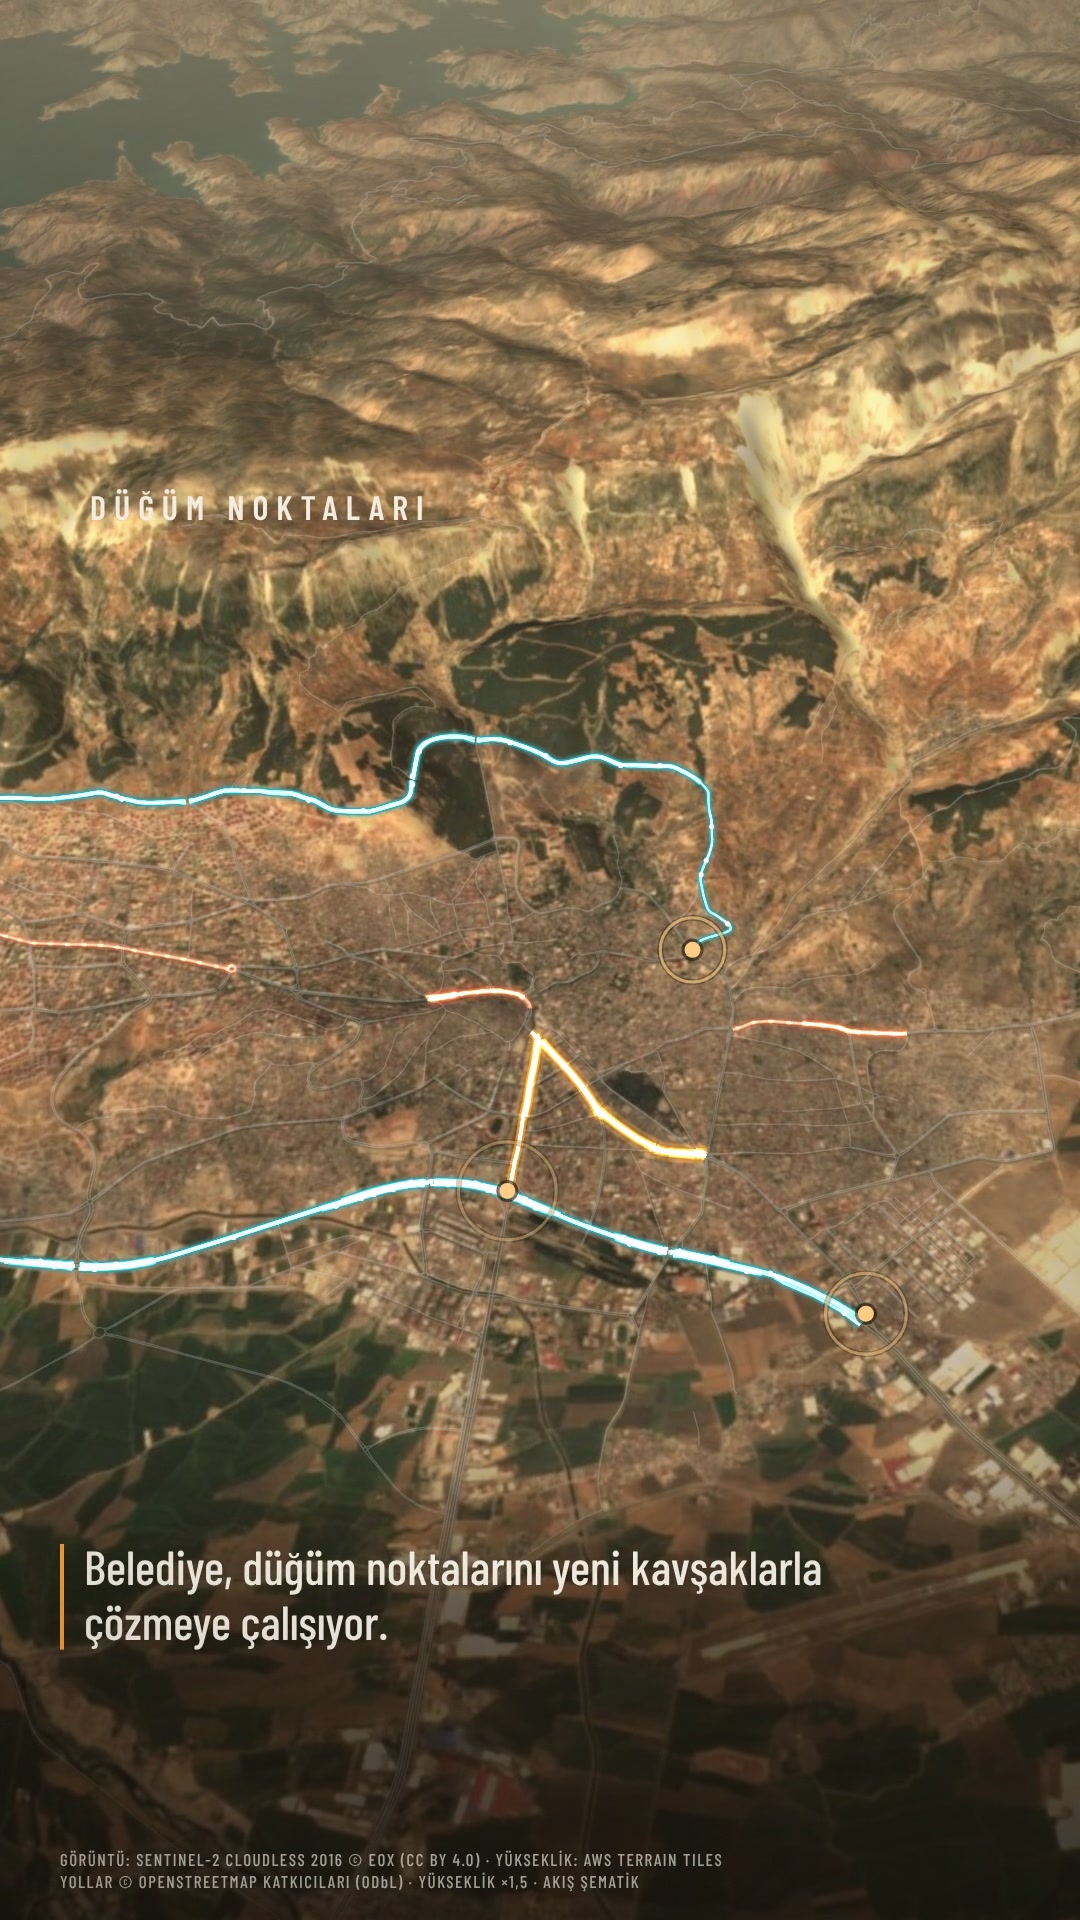 DÜĞÜM NOKTALARI
Belediye, düğüm noktalarını yeni kavşaklarla
çözmeye çalışıyor.
GÖRÜNTÜ: SENTINEL-2 CLOUDLESS 2016 © EOX (CC BY 4.0) · YÜKSEKLİK: AWS TERRAIN TILES
YOLLAR © OPENSTREETMAP KATKICILARI (ODbL) · YÜKSEKLİK ×1,5 · AKIŞ ŞEMATİK